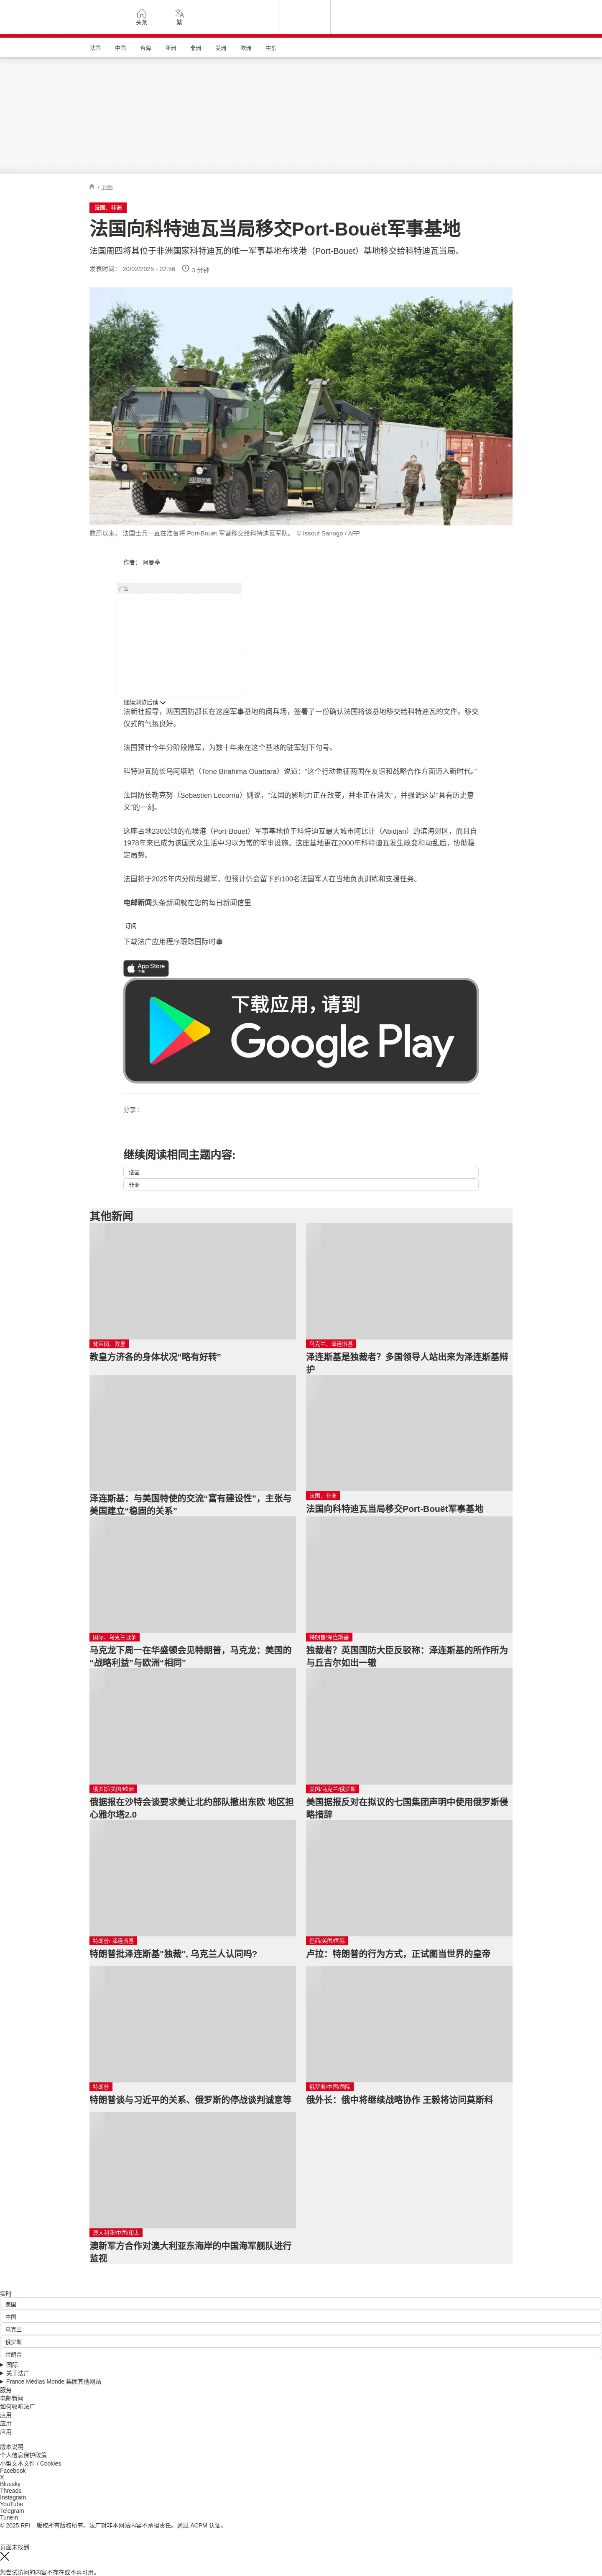 头条
繁
法国
中国
台海
亚洲
非洲
美洲
欧洲
中东
/ 国际
法国、非洲
法国向科特迪瓦当局移交Port-Bouët军事基地
法国周四将其位于非洲国家科特迪瓦的唯一军事基地布埃港（Port-Bouet）基地移交给科特迪瓦当局。
发表时间： 20/02/2025 - 22:56
3 分钟
数周以来， 法国士兵一直在准备将 Port-Bouët 军营移交给科特迪瓦军队。 © Issouf Sanogo / AFP
作者： 阿曼亭
广告
继续浏览后续
法新社报导，两国国防部长在这座军事基地的阅兵场，签署了一份确认法国将该基地移交给科特迪瓦的文件。移交
仪式的气氛良好。
法国预计今年分阶段撤军，为数十年来在这个基地的驻军划下句号。
科特迪瓦防长乌阿塔哈（Tene Birahima Ouattara）说道：“这个行动象征两国在友谊和战略合作方面迈入新时代。”
法国防长勒克努（Sebastien Lecornu）则说，“法国的影响力正在改变，并非正在消失”，并强调这是“具有历史意
义”的一刻。
这座占地230公顷的布埃港（Port-Bouet）军事基地位于科特迪瓦最大城市阿比让（Abidjan）的滨海郊区，而且自
1978年来已成为该国民众生活中习以为常的军事设施。这座基地更在2000年科特迪瓦发生政变和动乱后，协助稳
定局势。
法国将于2025年内分阶段撤军，但预计仍会留下约100名法国军人在当地负责训练和支援任务。
电邮新闻头条新闻就在您的每日新闻信里
订阅
下载法广应用程序跟踪国际时事
App Store
下载
下载应用，请到
Google Play
分享 :
继续阅读相同主题内容:
法国
非洲
其他新闻
梵蒂冈、教皇
教皇方济各的身体状况“略有好转”
乌克兰、泽连斯基
泽连斯基是独裁者？多国领导人站出来为泽连斯基辩
护
泽连斯基：与美国特使的交流“富有建设性”，主张与
美国建立“稳固的关系”
法国、非洲
法国向科特迪瓦当局移交Port-Bouët军事基地
国际、乌克兰战争
马克龙下周一在华盛顿会见特朗普，马克龙：美国的
“战略利益”与欧洲“相同”
特朗普/泽连斯基
独裁者？英国国防大臣反驳称：泽连斯基的所作所为
与丘吉尔如出一辙
俄罗斯/美国/欧洲
俄据报在沙特会谈要求美让北约部队撤出东欧 地区担
心雅尔塔2.0
美国/乌克兰/俄罗斯
美国据报反对在拟议的七国集团声明中使用俄罗斯侵
略措辞
特朗普/ 泽连斯基
特朗普批泽连斯基"独裁", 乌克兰人认同吗?
巴西/美国/国际
卢拉：特朗普的行为方式，正试图当世界的皇帝
特朗普
特朗普谈与习近平的关系、俄罗斯的停战谈判诚意等
俄罗斯/中国/国际
俄外长：俄中将继续战略协作 王毅将访问莫斯科
澳大利亚/中国/印太
澳新军方合作对澳大利亚东海岸的中国海军舰队进行
监视
实时
美国
中国
乌克兰
俄罗斯
特朗普
国际
关于法广
France Médias Monde 集团其他网站
服务
电邮新闻
如何收听法广
应用
应用
应用
版本说明
个人信息保护政策
小型文本文件 / Cookies
Facebook
X
Bluesky
Threads
Instagram
YouTube
Telegram
TuneIn
© 2025 RFI – 版权所有版权所有。法广对非本网站内容不承担责任。通过 ACPM 认证。
页面未找到
您尝试访问的内容不存在或不再可用。